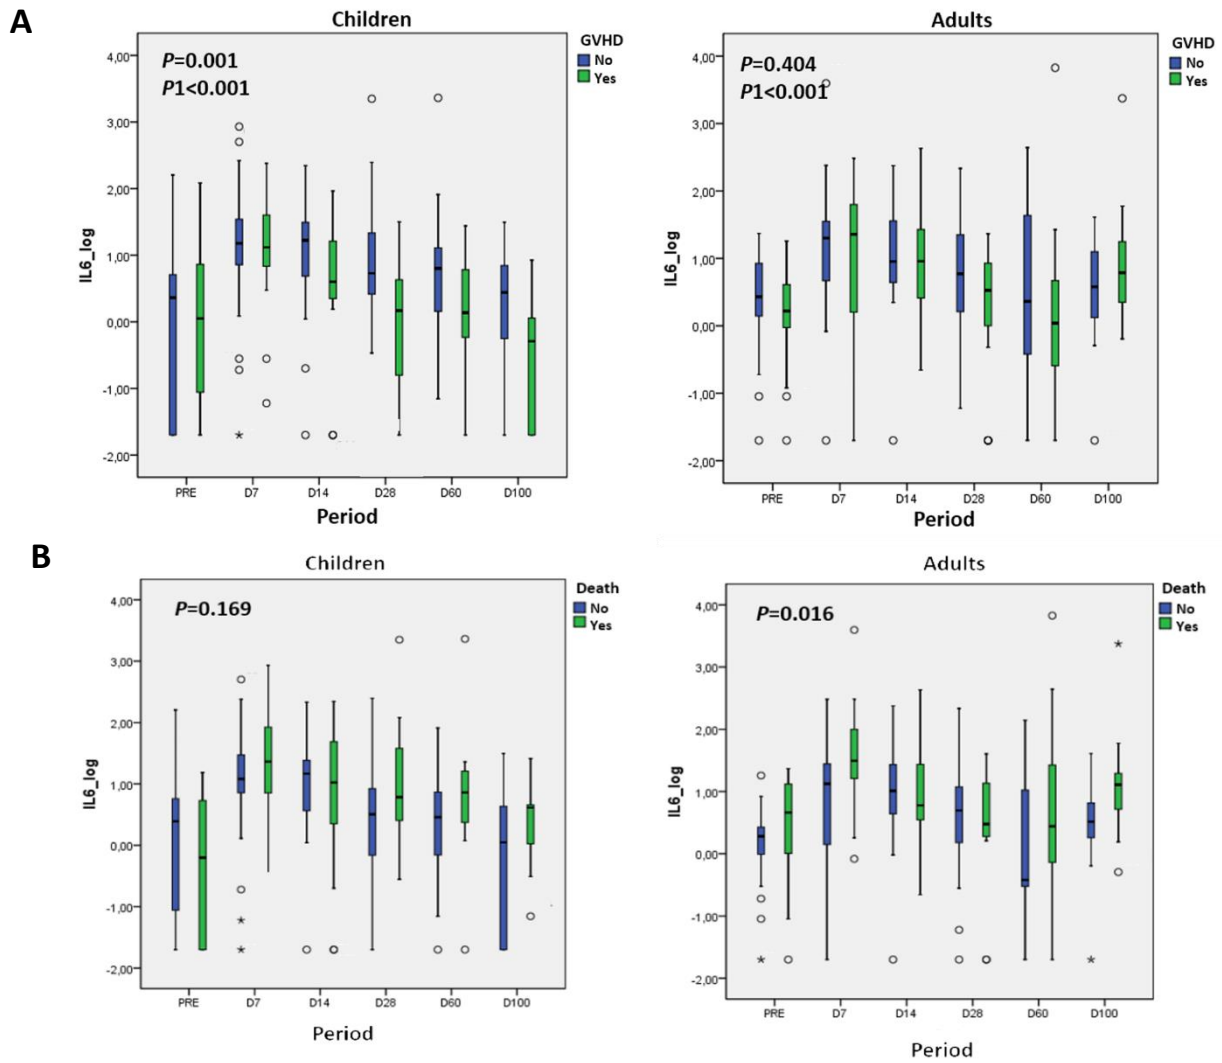 A
Children
GVHD
No
Yes
P=0.001
P1<0.001
4,00
3,00
2,00
1,00
0,00
-1,00
-2,00
IL6_log
PRE D7 D14 D28 D60 D100
Period
Adults
GVHD
No
Yes
P=0.404
P1<0.001
4,00
3,00
2,00
1,00
0,00
-1,00
-2,00
IL6_log
PRE D7 D14 D28 D60 D100
Period
B
Children
Death
No
Yes
P=0.169
4,00
3,00
2,00
1,00
0,00
-1,00
-2,00
IL6_log
PRE D7 D14 D28 D60 D100
Period
Adults
Death
No
Yes
P=0.016
4,00
3,00
2,00
1,00
0,00
-1,00
-2,00
IL6_log
PRE D7 D14 D28 D60 D100
Period